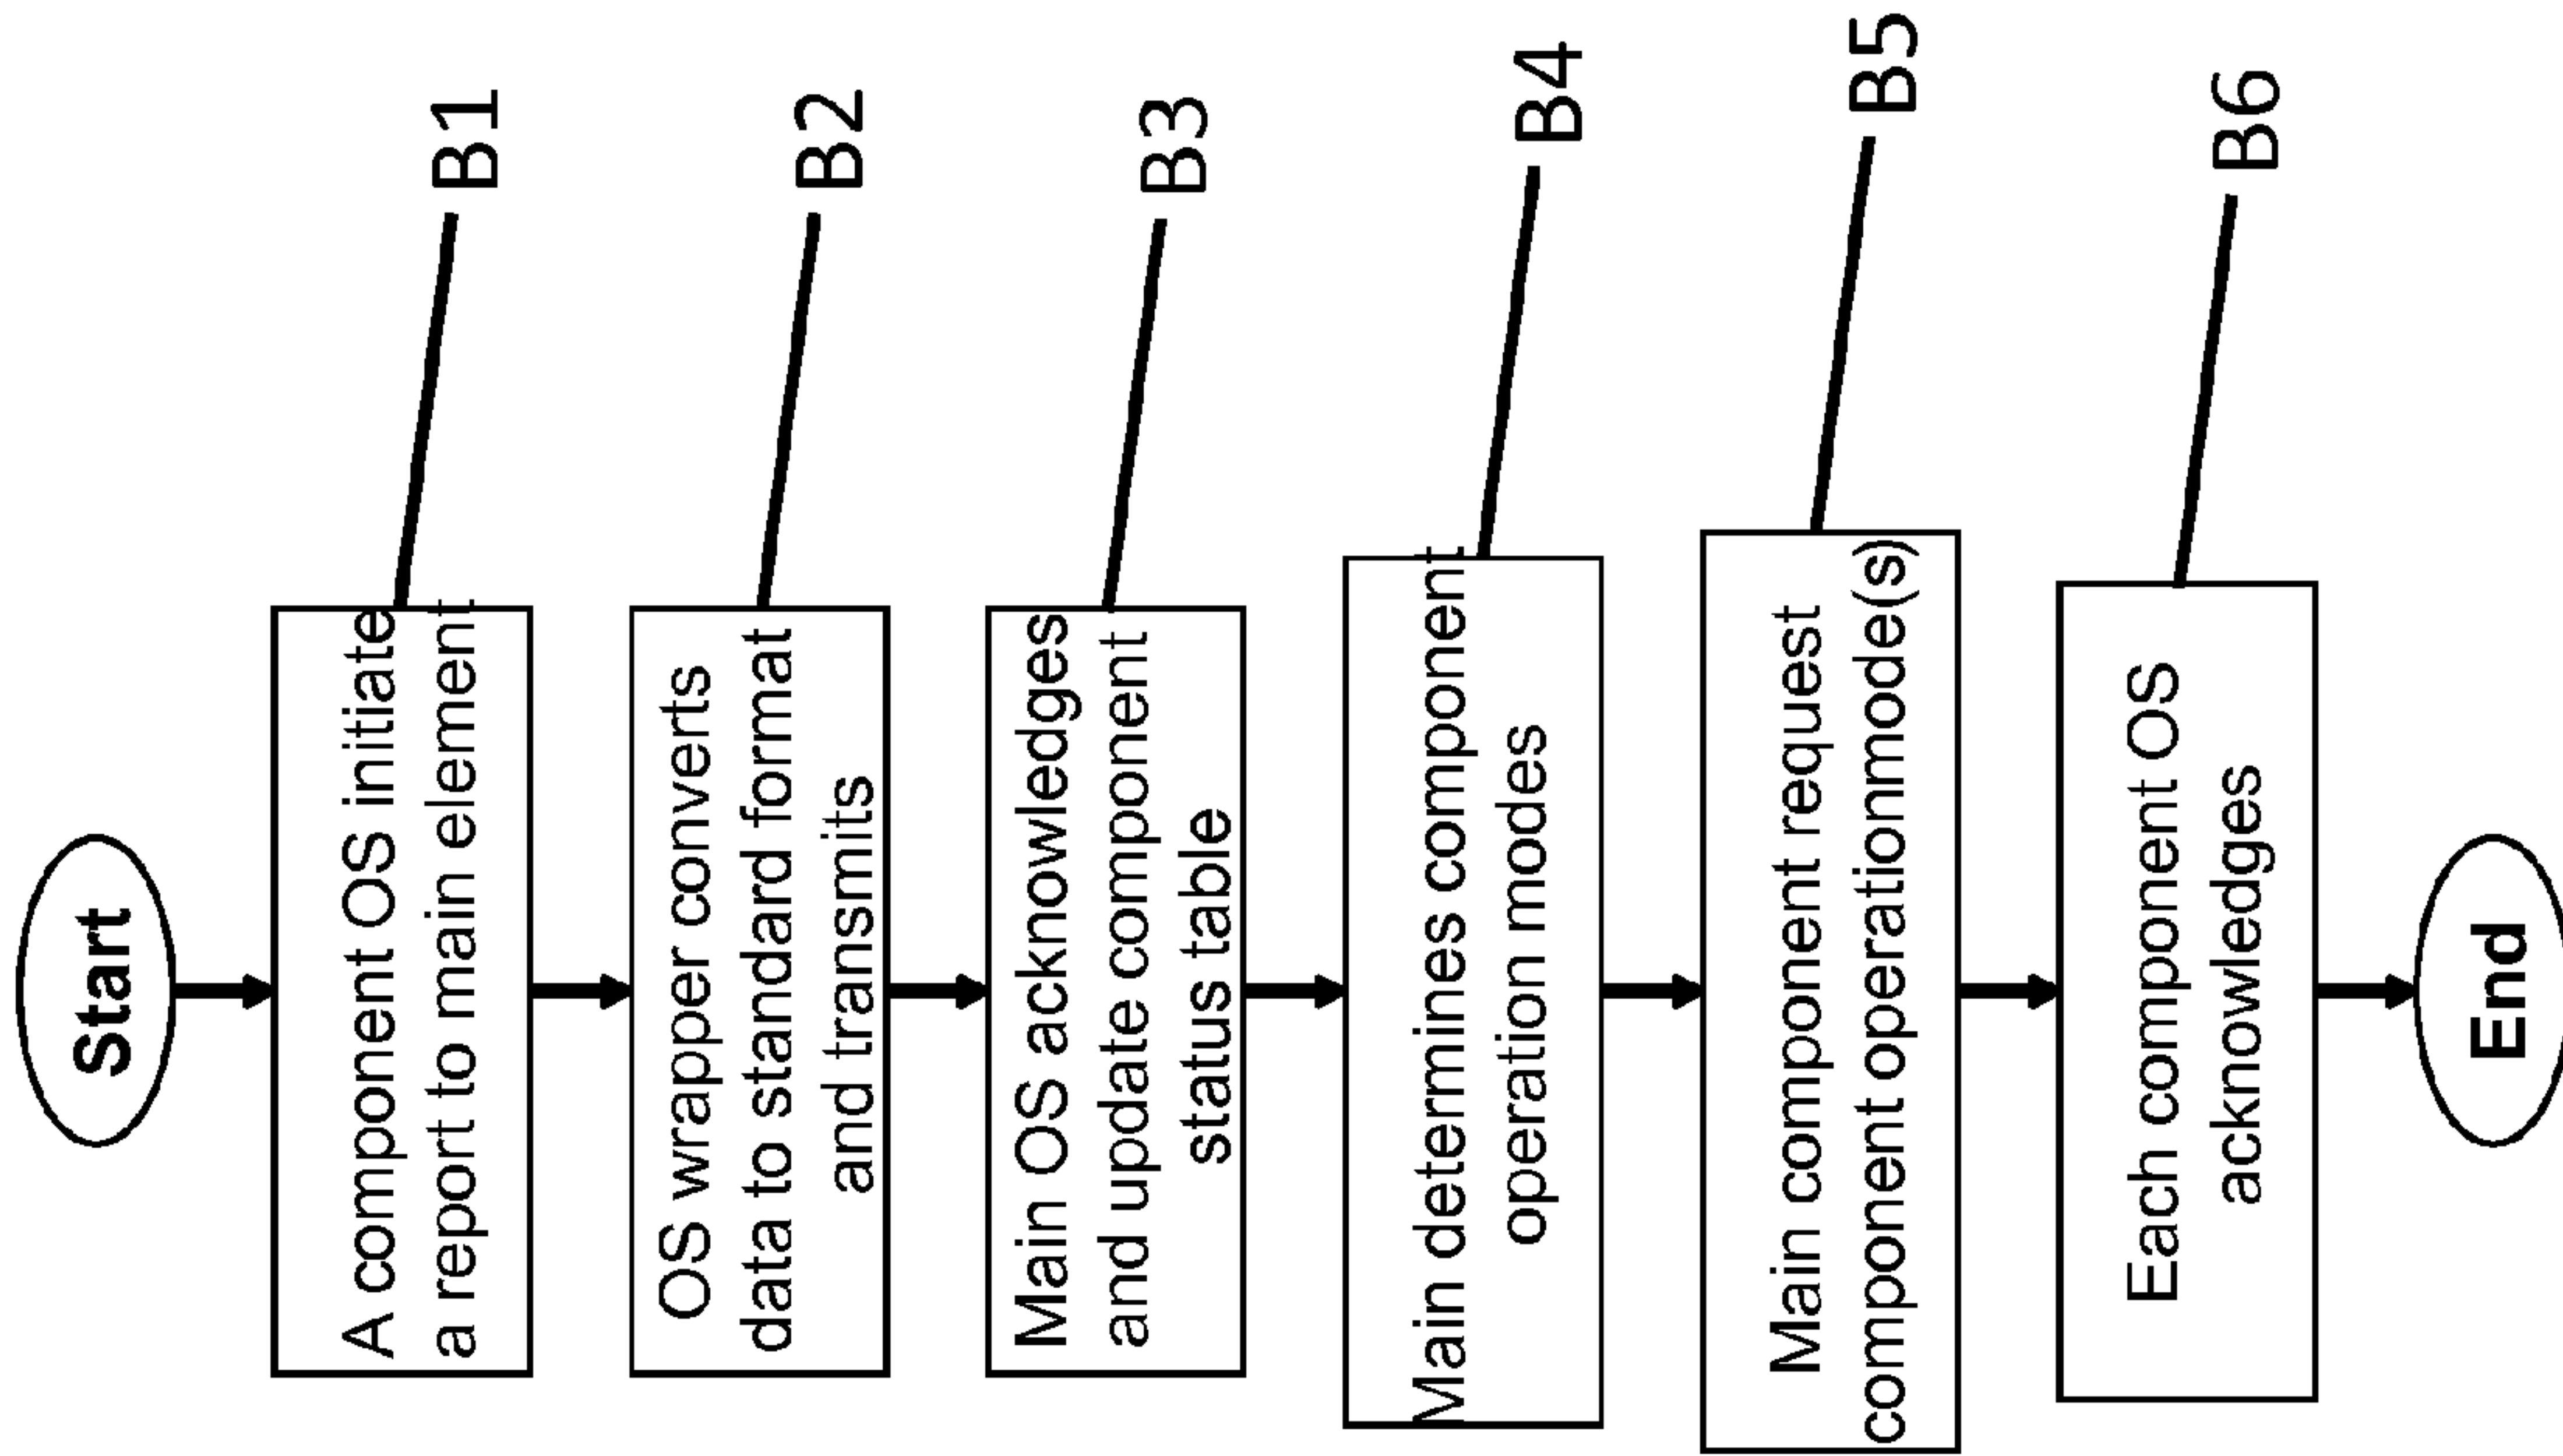 Start
A component OS initiate
a report to main element
B1
OS wrapper converts
data to standard format
and transmits
B2
Main OS acknowledges
and update component
status table
B3
Main determines component
operation modes
B4
Main component request
component operationmode(s)
B5
Each component OS
acknowledges
B6
End